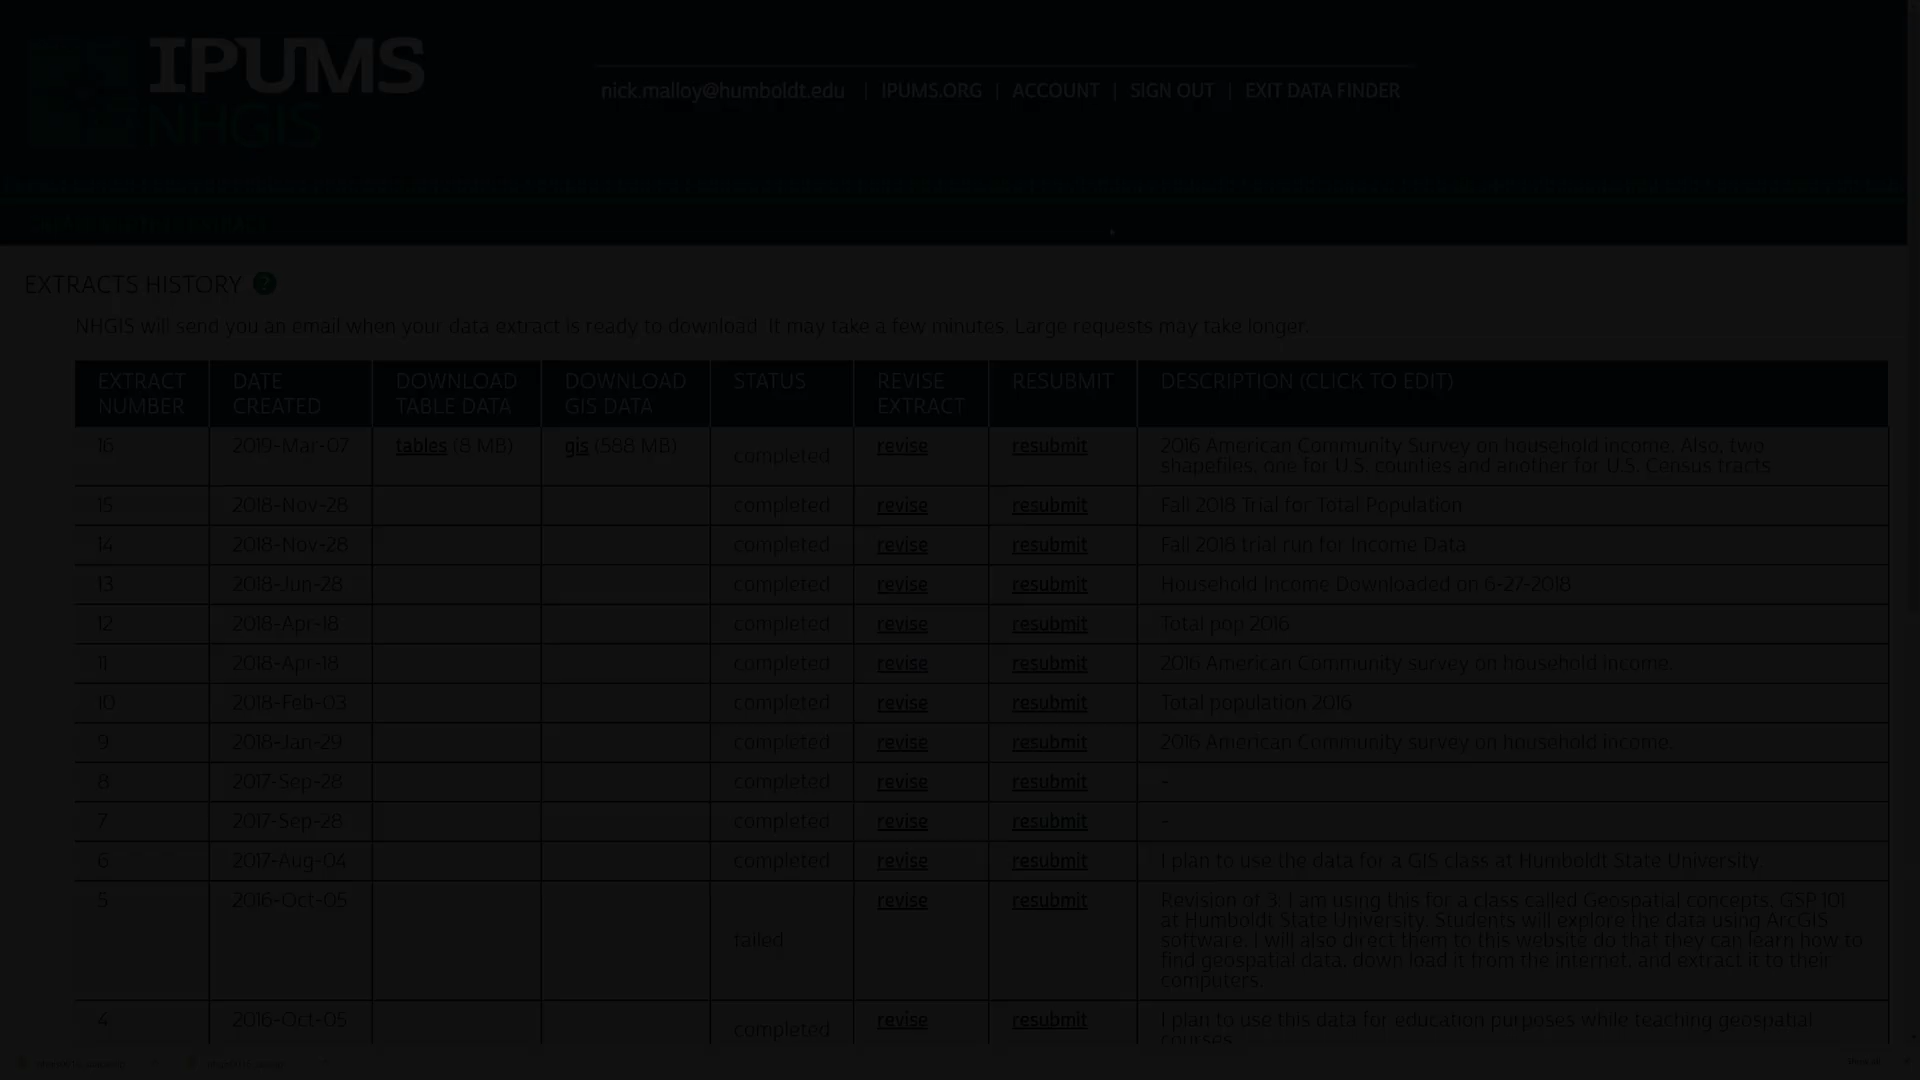 IPUMS
NHGIS
nick.malloy@humboldt.edu | IPUMS.ORG | ACCOUNT | SIGN OUT | EXIT DATA FINDER
EXTRACTS HISTORY ?
NHGIS will send you an email when your data extract is ready to download. It may take a few minutes. Large requests may take longer.
EXTRACT NUMBER DATE CREATED DOWNLOAD TABLE DATA DOWNLOAD GIS DATA STATUS REVISE EXTRACT RESUBMIT DESCRIPTION (CLICK TO EDIT)
16 2019-Mar-07 tables (8 MB) gis (598 MB) completed revise resubmit 2016 American Community Survey on household income. Also, two
shapefiles, one for U.S. counties and another for U.S. Census tracts
15 2018-Nov-28 completed revise resubmit Fall 2018 Trial for Total Population
14 2018-Nov-28 completed revise resubmit Fall 2018 trial run for Income Data
13 2018-Jun-28 completed revise resubmit Household Income Downloaded on 6-27-2018
12 2018-Apr-18 completed revise resubmit Total pop 2016
11 2018-Apr-18 completed revise resubmit 2016 American Community survey on household income.
10 2018-Feb-03 completed revise resubmit Total population 2016
9 2018-Jan-29 completed revise resubmit 2016 American Community survey on household income.
8 2017-Sep-28 completed revise resubmit -
7 2017-Sep-28 completed revise resubmit -
6 2017-Aug-04 completed revise resubmit I plan to use the data for a GIS class at Humboldt State University.
5 2016-Oct-05 failed revise resubmit Revision of 3: I am using this for a class called Geospatial concepts, GSP 101
at Humboldt State University. Students will explore the data using ArcGIS
software. I will also direct them to this website do that they can learn how to
find geospatial data, down load it from the internet, and extract it to their
computers.
4 2016-Oct-05 completed revise resubmit I plan to use this data for education purposes while teaching geospatial
courses